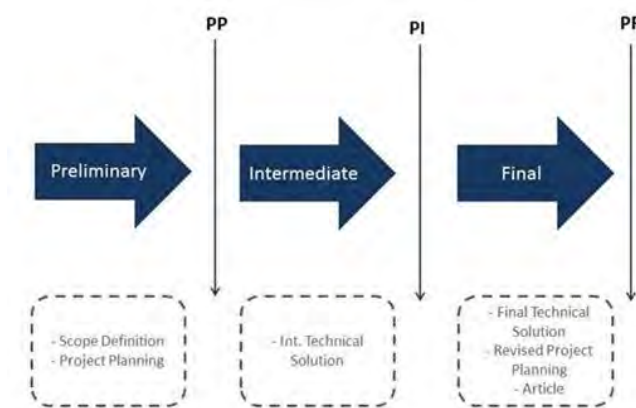 PP
PI
PF
Preliminary
Intermediate
Final
- Scope Definition
- Project Planning
- Int. Technical
Solution
- Final Technical
Solution
- Revised Project
Planning
- Article